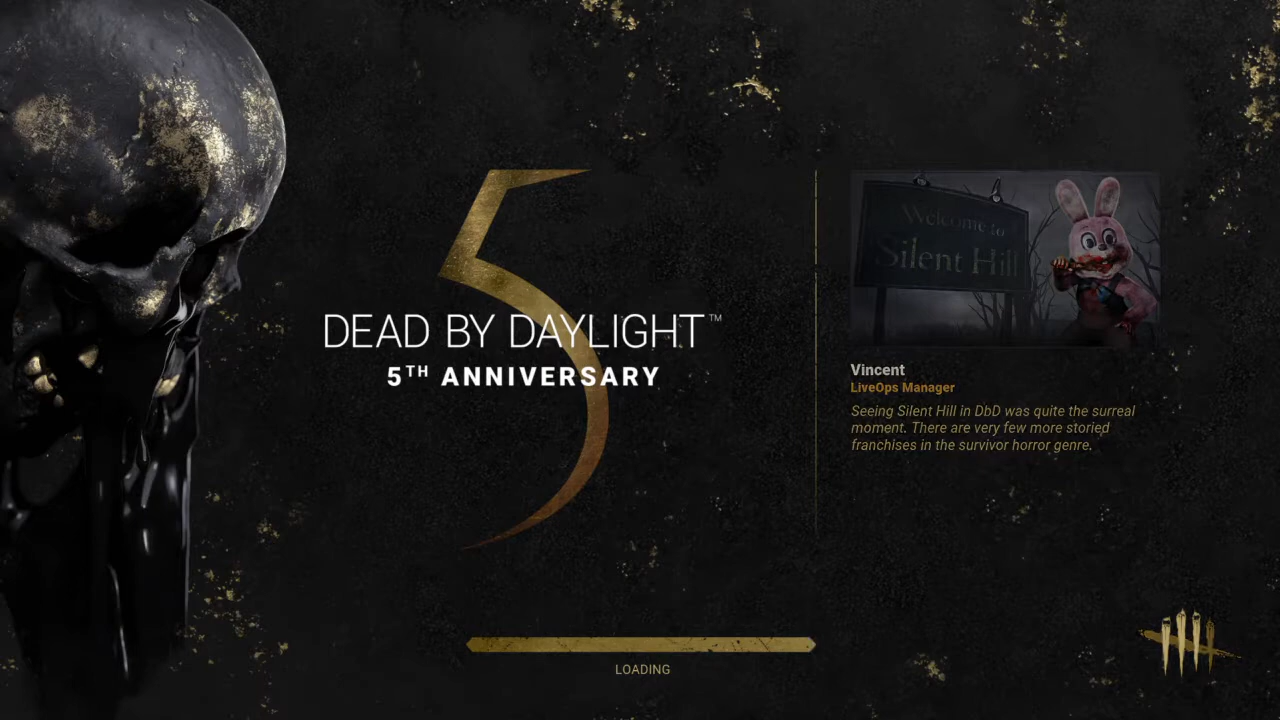 5
DEAD BY DAYLIGHT™
5TH ANNIVERSARY
Welcome to
Silent Hill
Vincent
LiveOps Manager
Seeing Silent Hill in DbD was quite the surreal
moment. There are very few more storied
franchises in the survivor horror genre.
LOADING